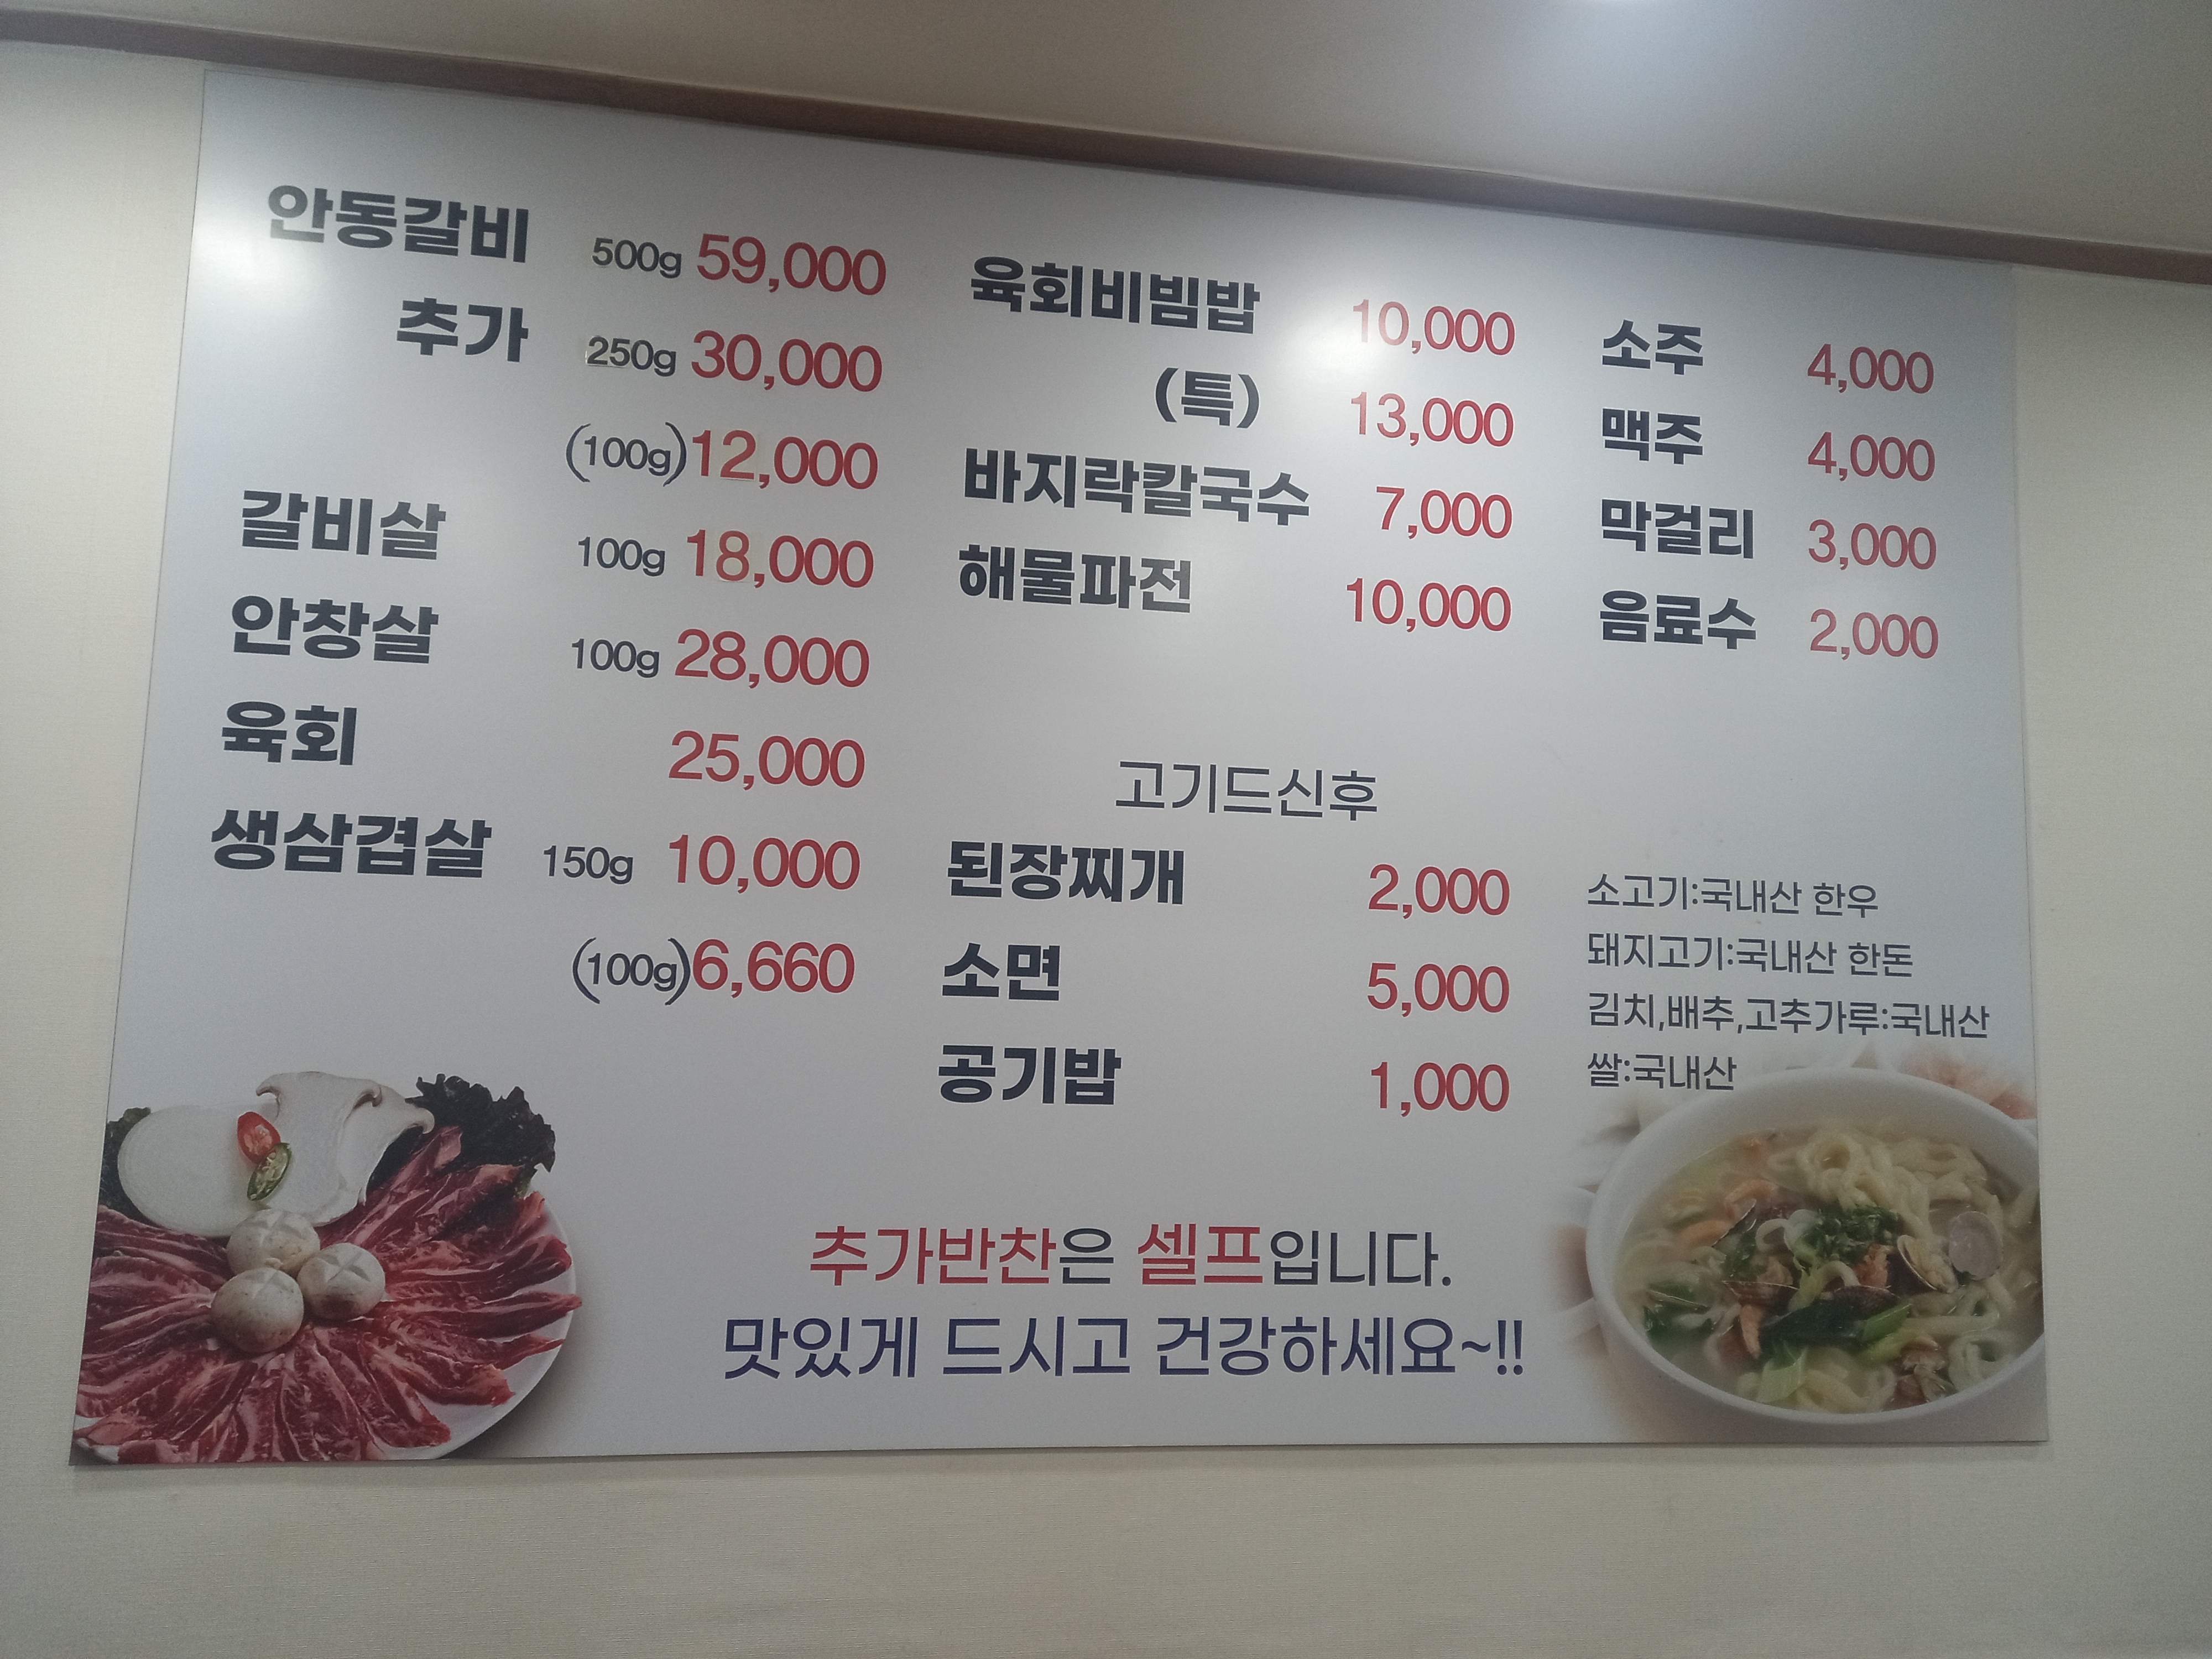 안동갈비 500g 59,000
추가 250g 30,000
(100g) 12,000
갈비살 100g 18,000
안창살 100g 28,000
육회 25,000
생삼겹살 150g 10,000
(100g) 6,660
육회비빔밥 10,000
(특) 13,000
바지락칼국수 7,000
해물파전 10,000
고기드신후
된장찌개 2,000
소면 5,000
공기밥 1,000
소주 4,000
맥주 4,000
막걸리 3,000
음료수 2,000
소고기:국내산 한우
돼지고기:국내산 한돈
김치,배추,고추가루:국내산
쌀:국내산
추가반찬은 셀프입니다.
맛있게 드시고 건강하세요~!!